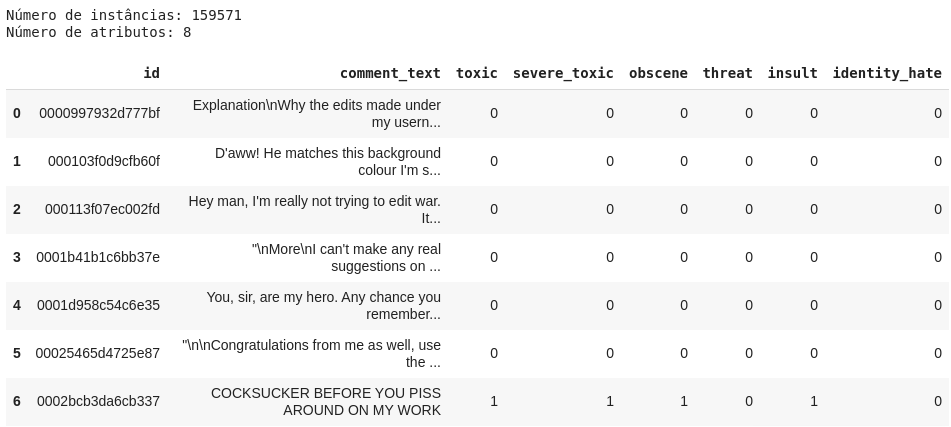 Número de instâncias: 159571
Número de atributos: 8
id comment_text toxic severe_toxic obscene threat insult identity_hate
0 0000997932d777bf Explanation\nWhy the edits made under my usern... 0 0 0 0 0 0
1 000103f0d9cfb60f D'aww! He matches this background colour I'm s... 0 0 0 0 0 0
2 000113f07ec002fd Hey man, I'm really not trying to edit war. It... 0 0 0 0 0 0
3 0001b41b1c6bb37e "\nMore\nI can't make any real suggestions on ... 0 0 0 0 0 0
4 0001d958c54c6e35 You, sir, are my hero. Any chance you remember... 0 0 0 0 0 0
5 00025465d4725e87 "\n\nCongratulations from me as well, use the ... 0 0 0 0 0 0
6 0002bcb3da6cb337 COCKSUCKER BEFORE YOU PISS AROUND ON MY WORK 1 1 1 0 1 0